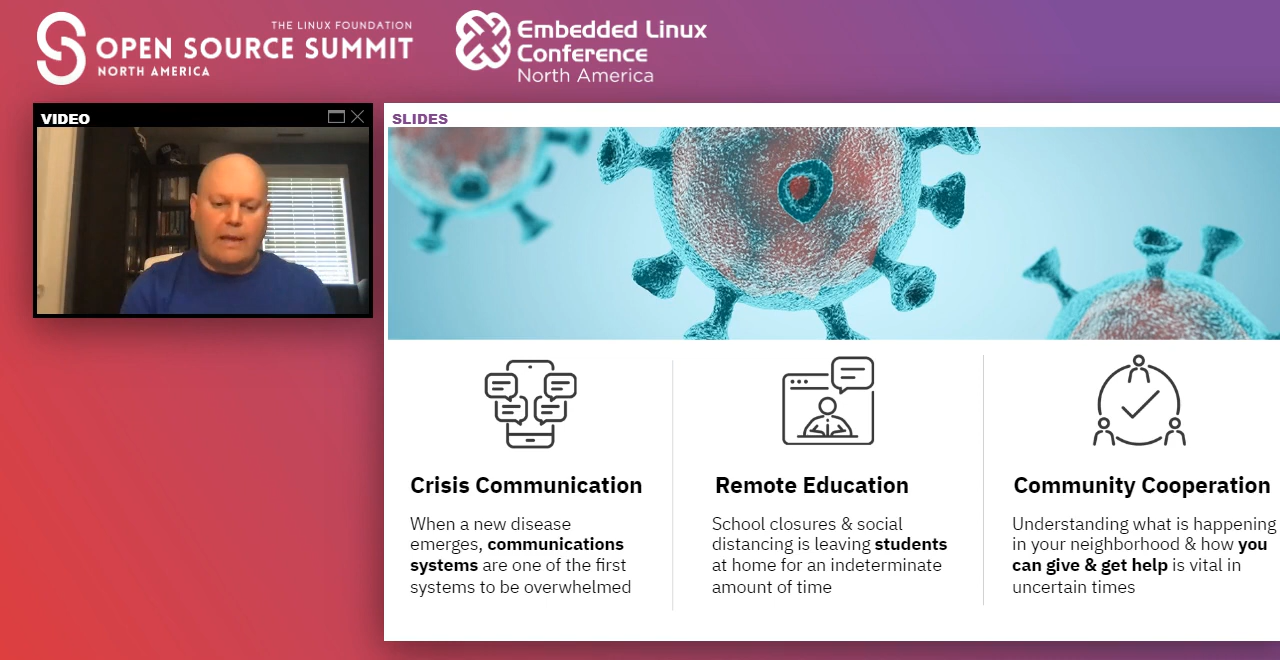 THE LINUX FOUNDATION
OPEN SOURCE SUMMIT
NORTH AMERICA
Embedded Linux
Conference
North America
VIDEO
SLIDES
Crisis Communication
When a new disease
emerges, communications
systems are one of the first
systems to be overwhelmed
Remote Education
School closures & social
distancing is leaving students
at home for an indeterminate
amount of time
Community Cooperation
Understanding what is happening
in your neighborhood & how you
can give & get help is vital in
uncertain times